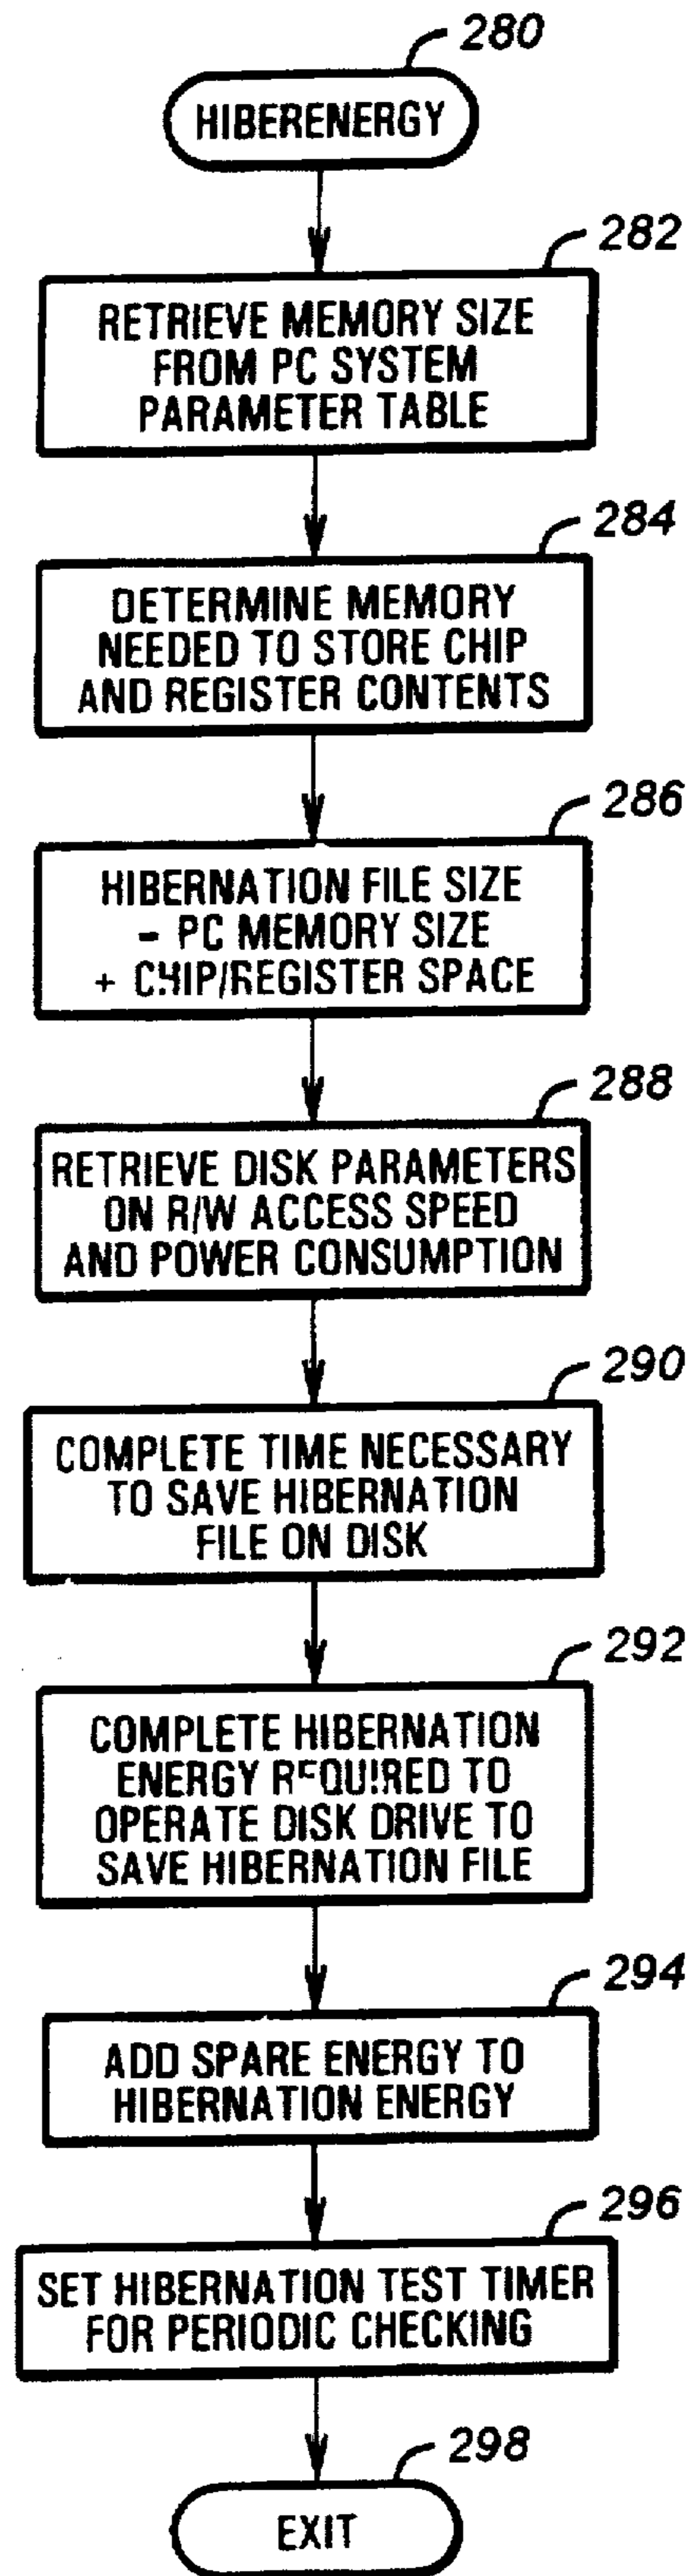 280
HIBERENERGY
282
RETRIEVE MEMORY SIZE
FROM PC SYSTEM
PARAMETER TABLE
284
DETERMINE MEMORY
NEEDED TO STORE CHIP
AND REGISTER CONTENTS
286
HIBERNATION FILE SIZE
- PC MEMORY SIZE
+ CHIP/REGISTER SPACE
288
RETRIEVE DISK PARAMETERS
ON R/W ACCESS SPEED
AND POWER CONSUMPTION
290
COMPLETE TIME NECESSARY
TO SAVE HIBERNATION
FILE ON DISK
292
COMPLETE HIBERNATION
ENERGY REQUIRED TO
OPERATE DISK DRIVE TO
SAVE HIBERNATION FILE
294
ADD SPARE ENERGY TO
HIBERNATION ENERGY
296
SET HIBERNATION TEST TIMER
FOR PERIODIC CHECKING
298
EXIT